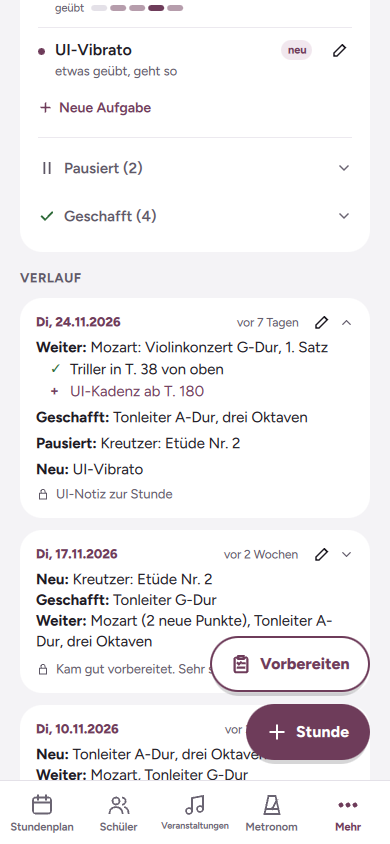 geübt
UI-Vibrato
neu
etwas geübt, geht so
+ Neue Aufgabe
Pausiert (2)
Geschafft (4)
VERLAUF
Di, 24.11.2026
vor 7 Tagen
Weiter: Mozart: Violinkonzert G-Dur, 1. Satz
✓ Triller in T. 38 von oben
+ UI-Kadenz ab T. 180
Geschafft: Tonleiter A-Dur, drei Oktaven
Pausiert: Kreutzer: Etüde Nr. 2
Neu: UI-Vibrato
UI-Notiz zur Stunde
Di, 17.11.2026
vor 2 Wochen
Neu: Kreutzer: Etüde Nr. 2
Geschafft: Tonleiter G-Dur
Weiter: Mozart (2 neue Punkte), Tonleiter A-
Dur, drei Oktaven
Kam gut vorbereitet. Sehr
Vorbereiten
Di, 10.11.2026
vor
+ Stunde
Neu: Tonleiter A-Dur, drei Oktaven
Weiter: Mozart, Tonleiter G-Dur
Stundenplan
Schüler
Veranstaltungen
Metronom
Mehr